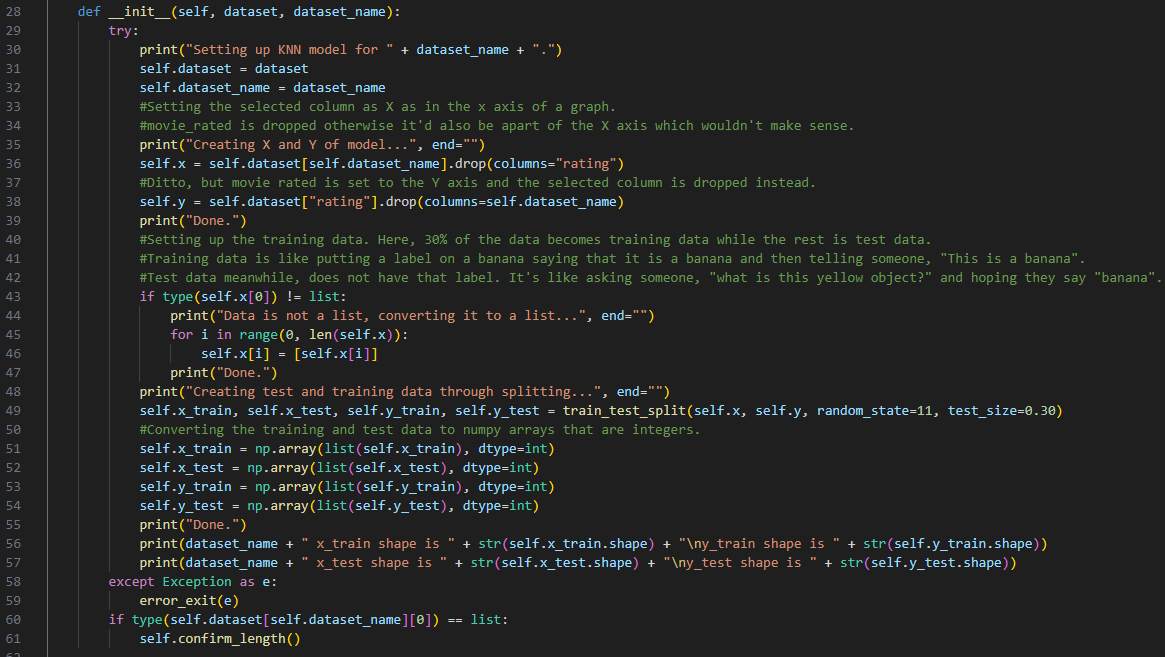 28 def __init__(self, dataset, dataset_name):
29 try:
30 print("Setting up KNN model for " + dataset_name + ".")
31 self.dataset = dataset
32 self.dataset_name = dataset_name
33 #Setting the selected column as X as in the x axis of a graph.
34 #movie_rated is dropped otherwise it'd also be apart of the X axis which wouldn't make sense.
35 print("Creating X and Y of model...", end="")
36 self.x = self.dataset[self.dataset_name].drop(columns="rating")
37 #Ditto, but movie rated is set to the Y axis and the selected column is dropped instead.
38 self.y = self.dataset["rating"].drop(columns=self.dataset_name)
39 print("Done.")
40 #Setting up the training data. Here, 30% of the data becomes training data while the rest is test data.
41 #Training data is like putting a label on a banana saying that it is a banana and then telling someone, "This is a banana".
42 #Test data meanwhile, does not have that label. It's like asking someone, "what is this yellow object?" and hoping they say "banana".
43 if type(self.x[0]) != list:
44 print("Data is not a list, converting it to a list...", end="")
45 for i in range(0, len(self.x)):
46 self.x[i] = [self.x[i]]
47 print("Done.")
48 print("Creating test and training data through splitting...", end="")
49 self.x_train, self.x_test, self.y_train, self.y_test = train_test_split(self.x, self.y, random_state=11, test_size=0.30)
50 #Converting the training and test data to numpy arrays that are integers.
51 self.x_train = np.array(list(self.x_train), dtype=int)
52 self.x_test = np.array(list(self.x_test), dtype=int)
53 self.y_train = np.array(list(self.y_train), dtype=int)
54 self.y_test = np.array(list(self.y_test), dtype=int)
55 print("Done.")
56 print(dataset_name + " x_train shape is " + str(self.x_train.shape) + "\ny_train shape is " + str(self.y_train.shape))
57 print(dataset_name + " x_test shape is " + str(self.x_test.shape) + "\ny_test shape is " + str(self.y_test.shape))
58 except Exception as e:
59 error_exit(e)
60 if type(self.dataset[self.dataset_name][0]) == list:
61 self.confirm_length()